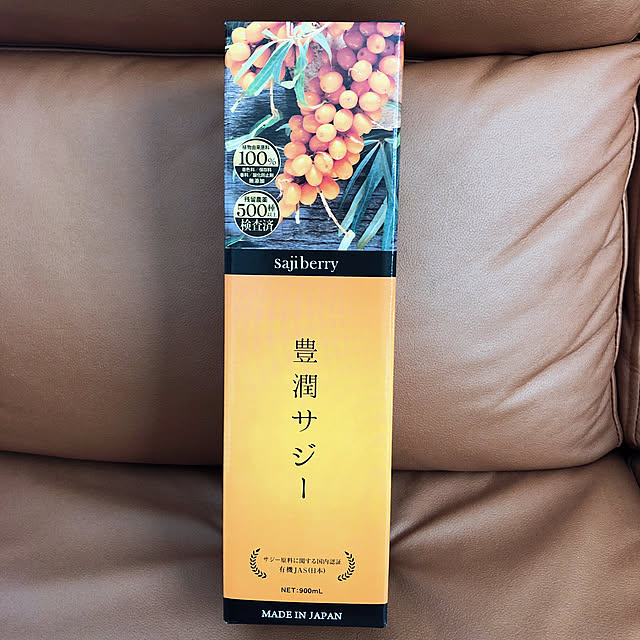 植物由来原料
100%
着色料/保存料
香料/酸化防止剤
無添加
残留農薬
500種以上
検査済
saji berry
豊潤サジー
サジー原料に関する国内認証
有機JAS(日本)
NET:900mL
MADE IN JAPAN